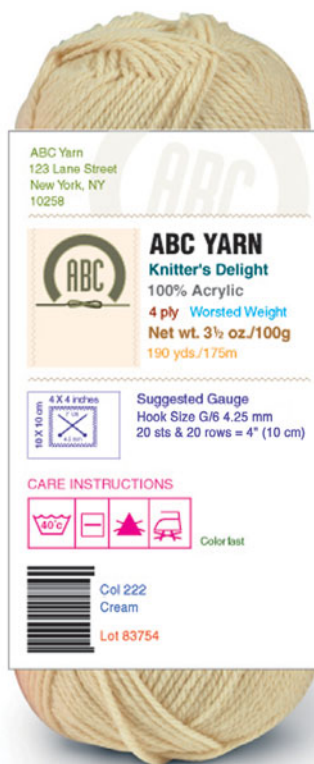 ABC Yarn
123 Lane Street
New York, NY
10258
ABC
ABC
ABC YARN
Knitter's Delight
100% Acrylic
4 ply Worsted Weight
Net wt. 3½ oz./100g
190 yds./175m
4 X 4 inches
10 X 10 cm
Suggested Gauge
Hook Size G/6 4.25 mm
20 sts & 20 rows = 4" (10 cm)
CARE INSTRUCTIONS
40°c
Colorfast
Col 222
Cream
Lot 83754